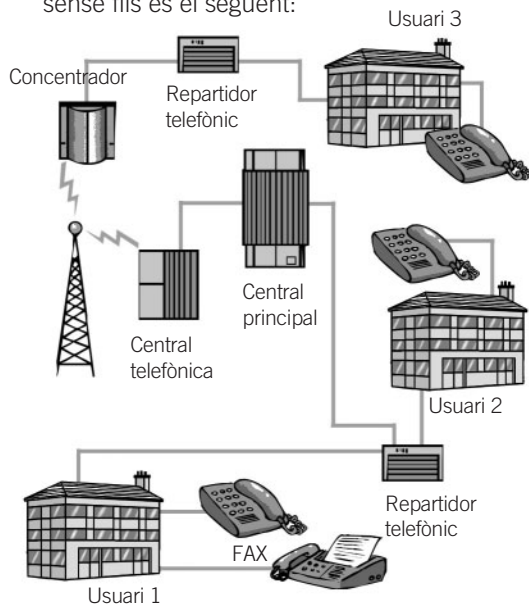 sense fils és el següent:
Usuari 3
Concentrador
Repartidor
telefònic
Central
principal
Central
telefònica
Usuari 2
Repartidor
telefònic
FAX
Usuari 1